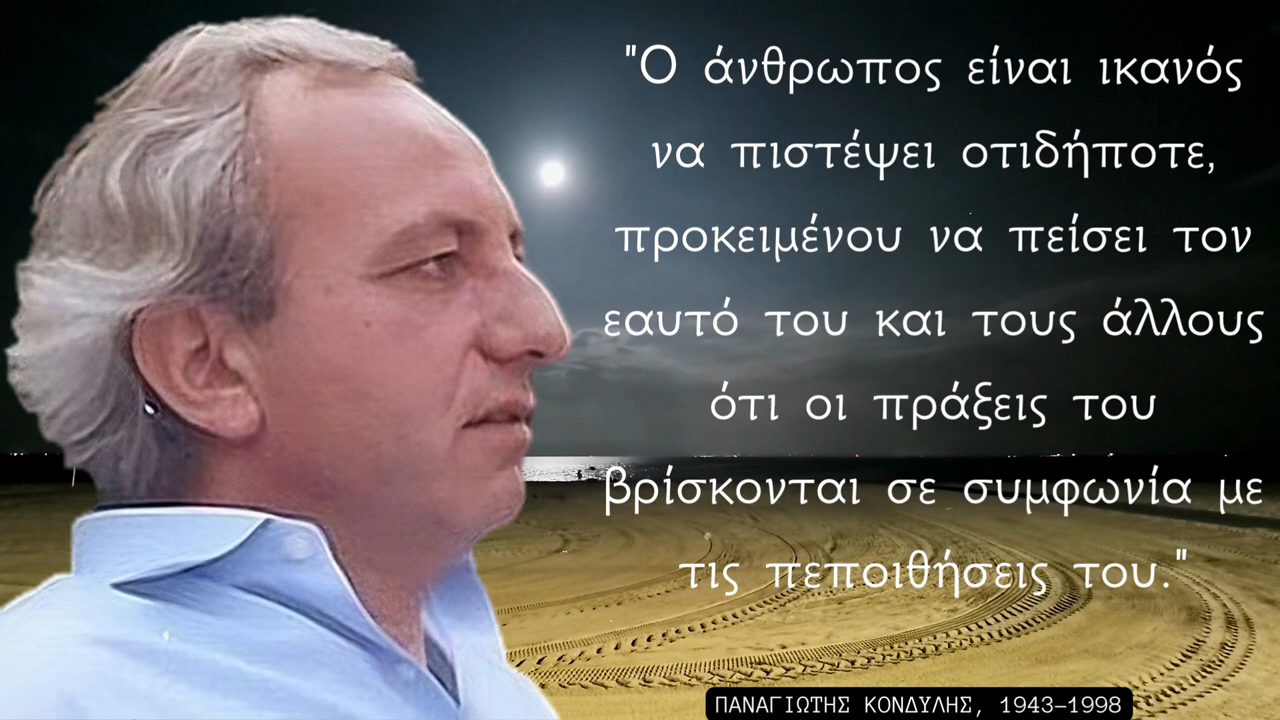 "Ο άνθρωπος είναι ικανός
να πιστέψει οτιδήποτε,
προκειμένου να πείσει τον
εαυτό του και τους άλλους
ότι οι πράξεις του
βρίσκονται σε συμφωνία με
τις πεποιθήσεις του."
ΠΑΝΑΓΙΩΤΗΣ ΚΟΝΔΥΛΗΣ, 1943–1998